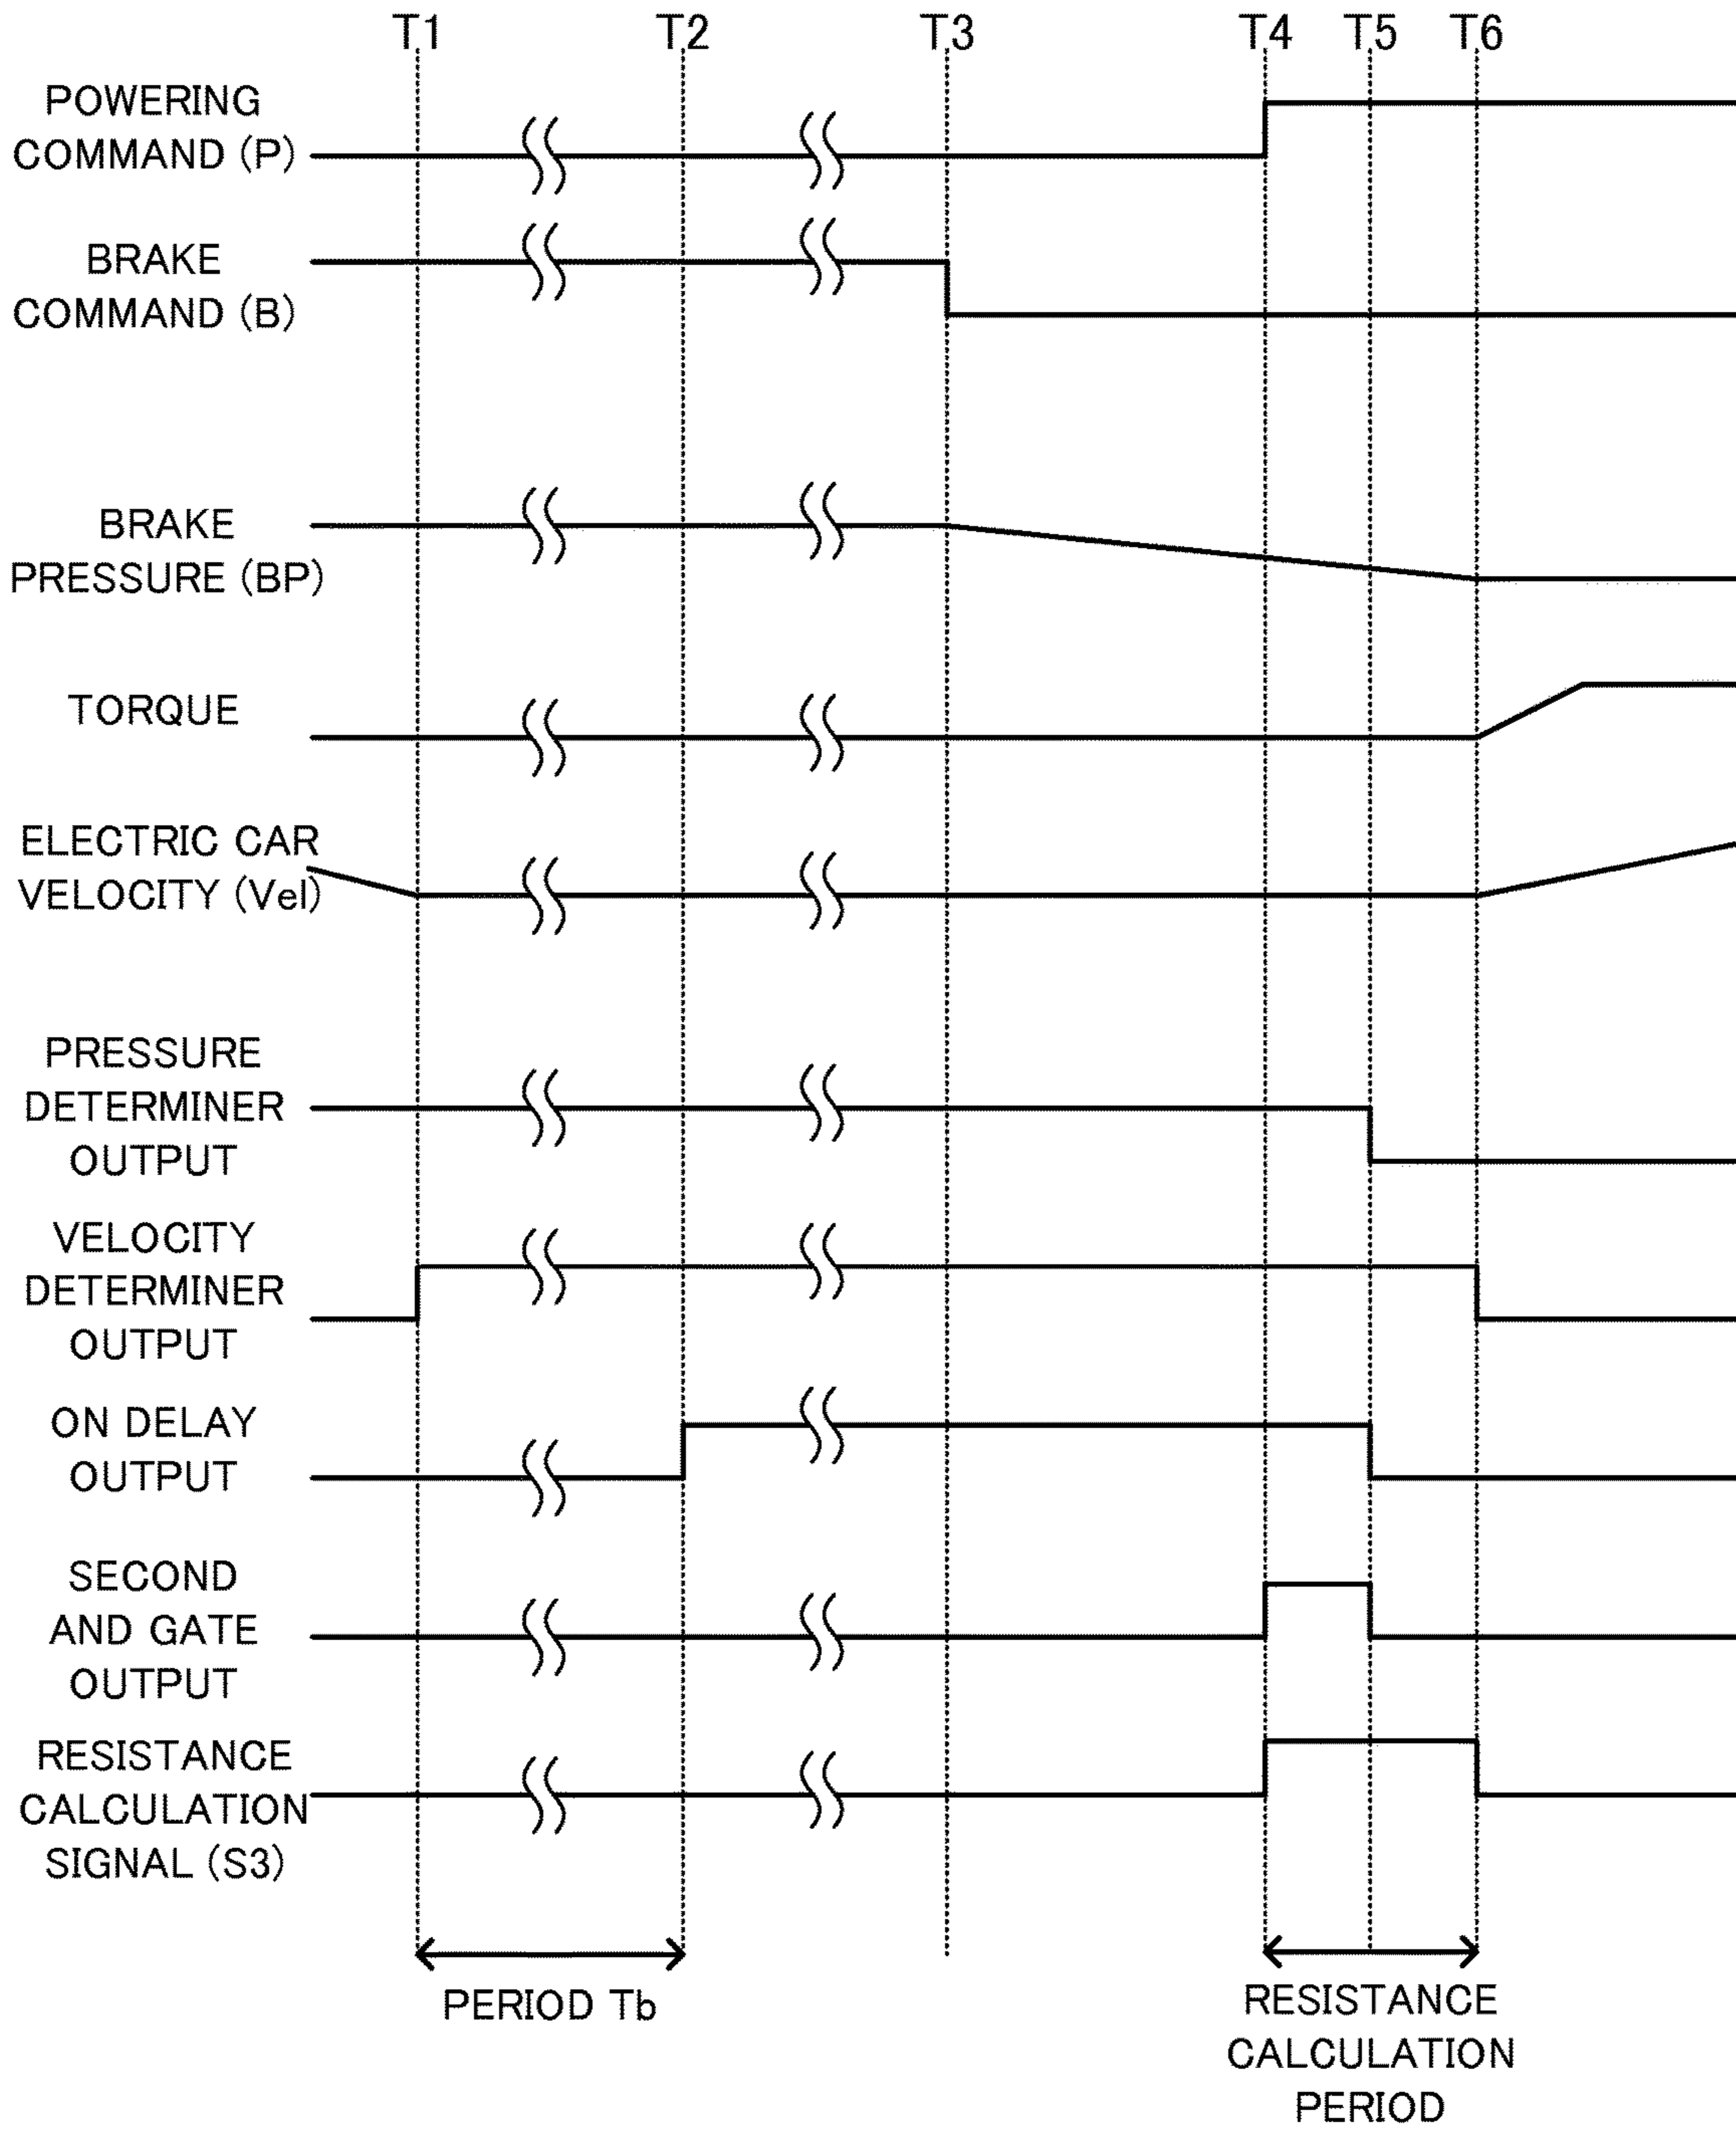 T1 T2 T3 T4 T5 T6
POWERING
COMMAND (P)
BRAKE
COMMAND (B)
BRAKE
PRESSURE (BP)
TORQUE
ELECTRIC CAR
VELOCITY (Vel)
PRESSURE
DETERMINER
OUTPUT
VELOCITY
DETERMINER
OUTPUT
ON DELAY
OUTPUT
SECOND
AND GATE
OUTPUT
RESISTANCE
CALCULATION
SIGNAL (S3)
PERIOD Tb
RESISTANCE
CALCULATION
PERIOD